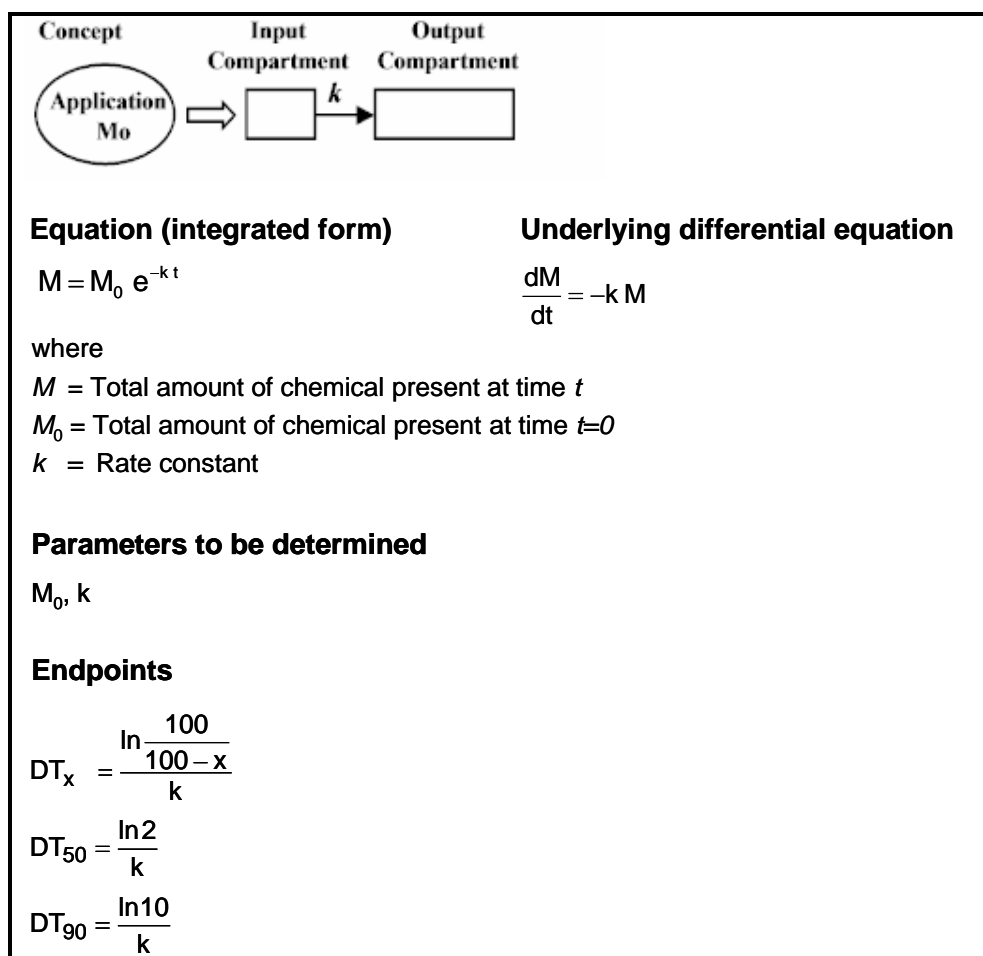 Concept Input Output
Compartment Compartment
Application k
Mo
Equation (integrated form) Underlying differential equation
M = M₀ e⁻ᵏ ᵗ
dM/dt = –k M
where
M = Total amount of chemical present at time t
M₀ = Total amount of chemical present at time t=0
k = Rate constant
Parameters to be determined
M₀, k
Endpoints
DTₓ = ln 100/(100 – x) / k
DT₅₀ = ln2 / k
DT₉₀ = ln10 / k